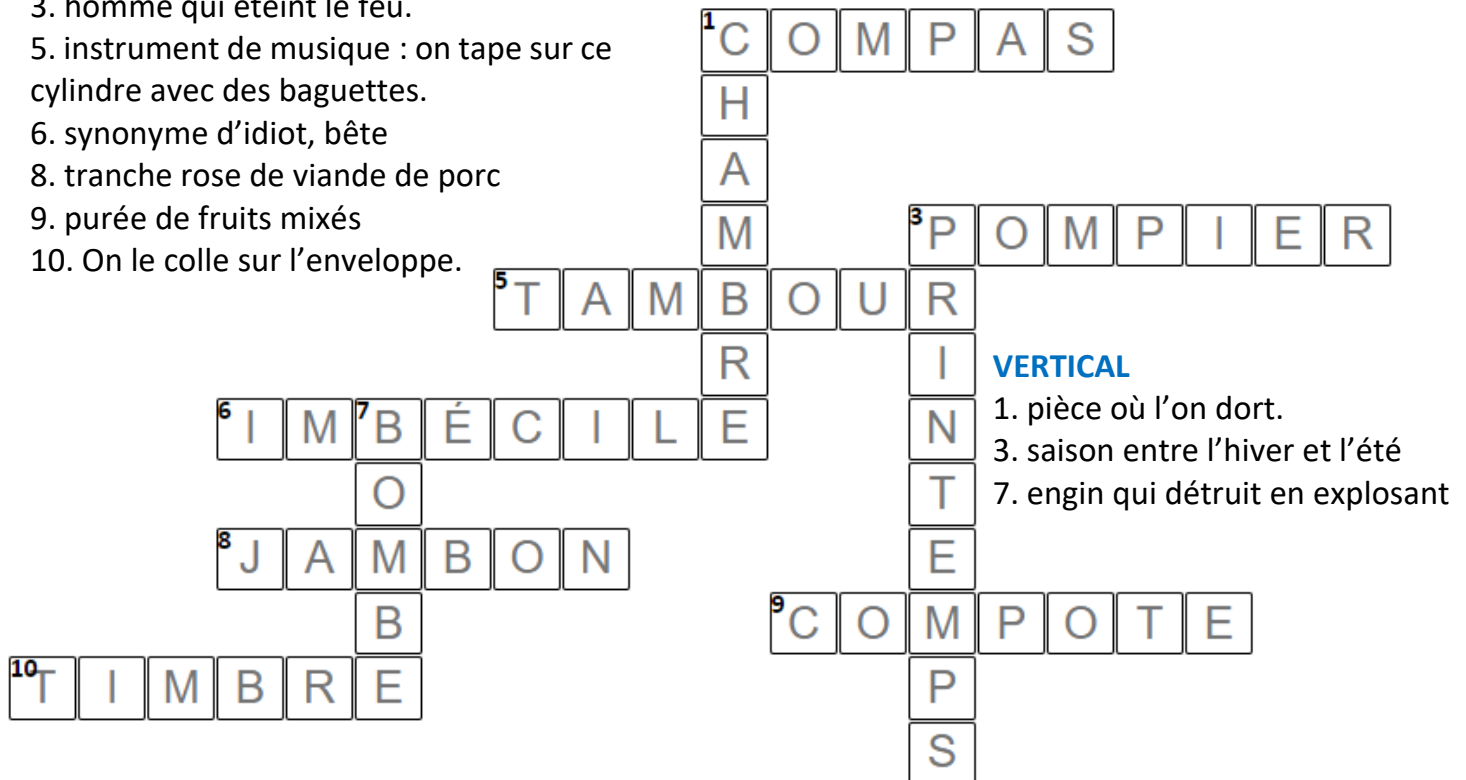 3. homme qui éteint le feu.
5. instrument de musique : on tape sur ce
cylindre avec des baguettes.
6. synonyme d’idiot, bête
8. tranche rose de viande de porc
9. purée de fruits mixés
10. On le colle sur l’enveloppe.
1 C O M P A S
H
A
M
3 P O M P I E R
5 T A M B O U R
R I
VERTICAL
1. pièce où l’on dort.
3. saison entre l’hiver et l’été
7. engin qui détruit en explosant
6 I M 7 B É C I L E N
O T
8 J A M B O N E
B
9 C O M P O T E
10 T I M B R E P
S